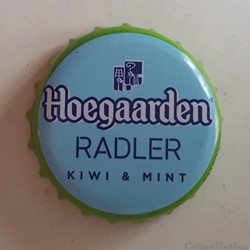 Hoegaarden
RADLER
KIWI & MINT